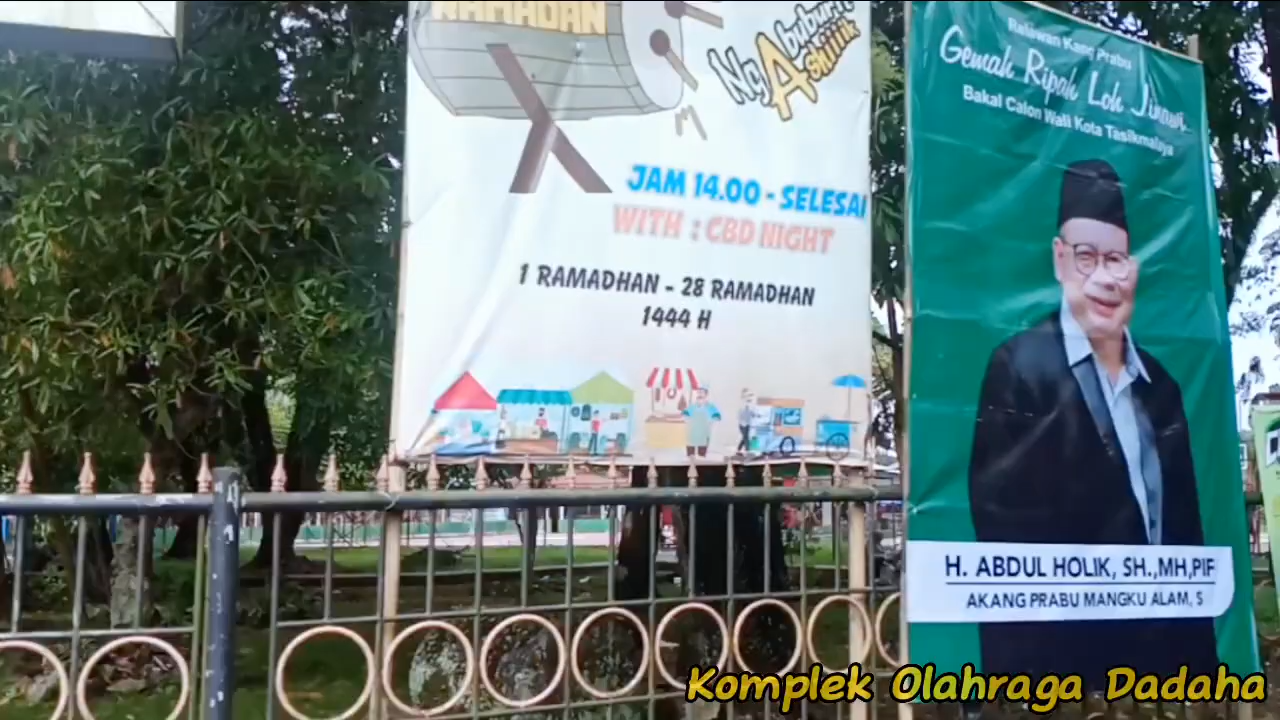 RAMADAN
NgAbuburit
Ashiiiik
JAM 14.00 - SELESAI
WITH : CBD NIGHT
1 RAMADHAN - 28 RAMADHAN
1444 H
Relawan Kang Prabu
Gemah Ripah Loh Jinawi
Bakal Calon Wali Kota Tasikmalaya
H. ABDUL HOLIK, SH.,MH,PIF
AKANG PRABU MANGKU ALAM, S
Komplek Olahraga Dadaha